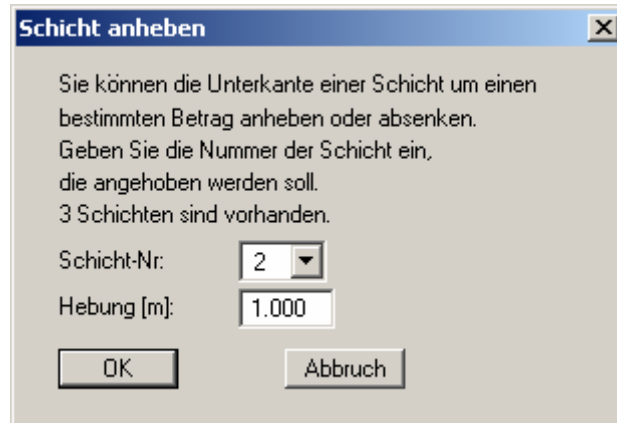 Schicht anheben
Sie können die Unterkante einer Schicht um einen
bestimmten Betrag anheben oder absenken.
Geben Sie die Nummer der Schicht ein,
die angehoben werden soll.
3 Schichten sind vorhanden.
Schicht-Nr: 2
Hebung [m]: 1.000
OK Abbruch